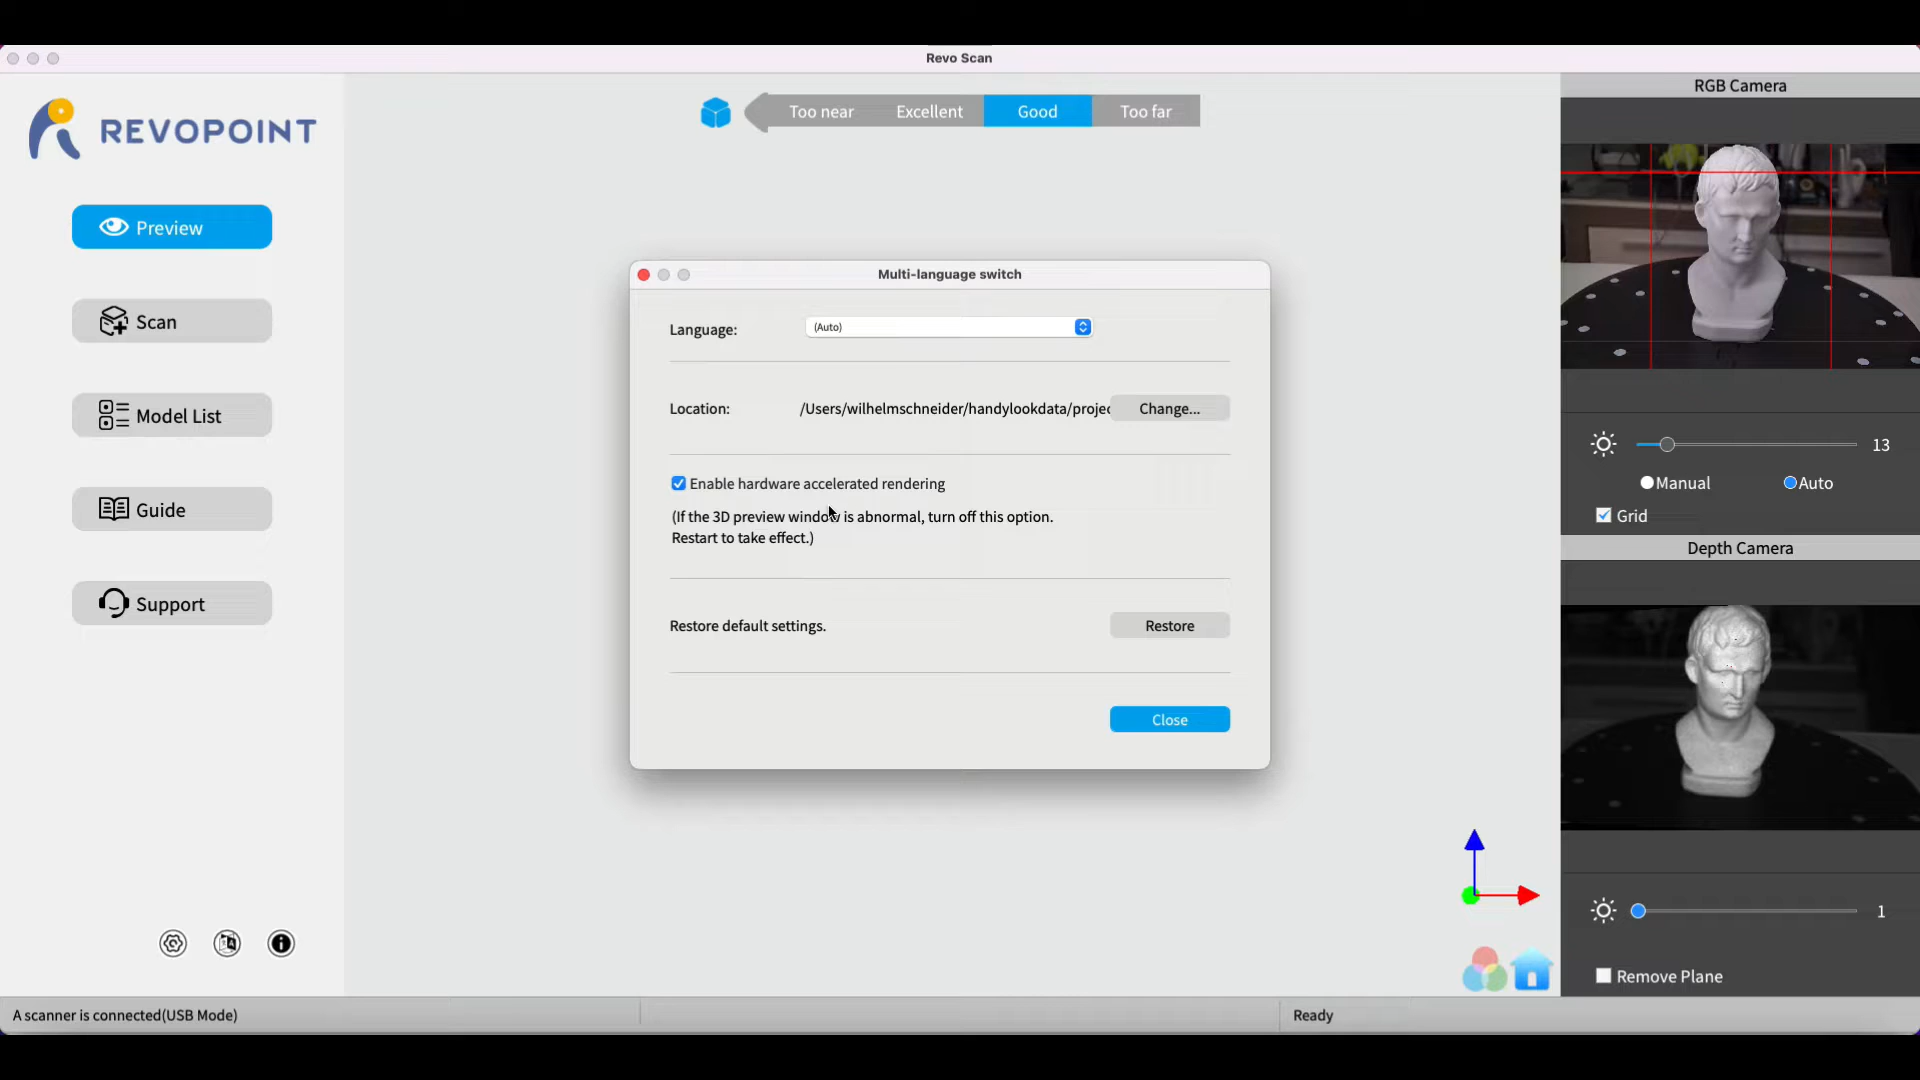 Revo Scan
REVOPOINT
Preview
Scan
Model List
Guide
Support
Too near
Excellent
Good
Too far
Multi-language switch
Language:
(Auto)
Location:
/Users/wilhelmschneider/handylookdata/projec
Change...
Enable hardware accelerated rendering
(If the 3D preview window is abnormal, turn off this option.
Restart to take effect.)
Restore default settings.
Restore
Close
RGB Camera
13
Manual
Auto
Grid
Depth Camera
1
Remove Plane
A scanner is connected(USB Mode)
Ready